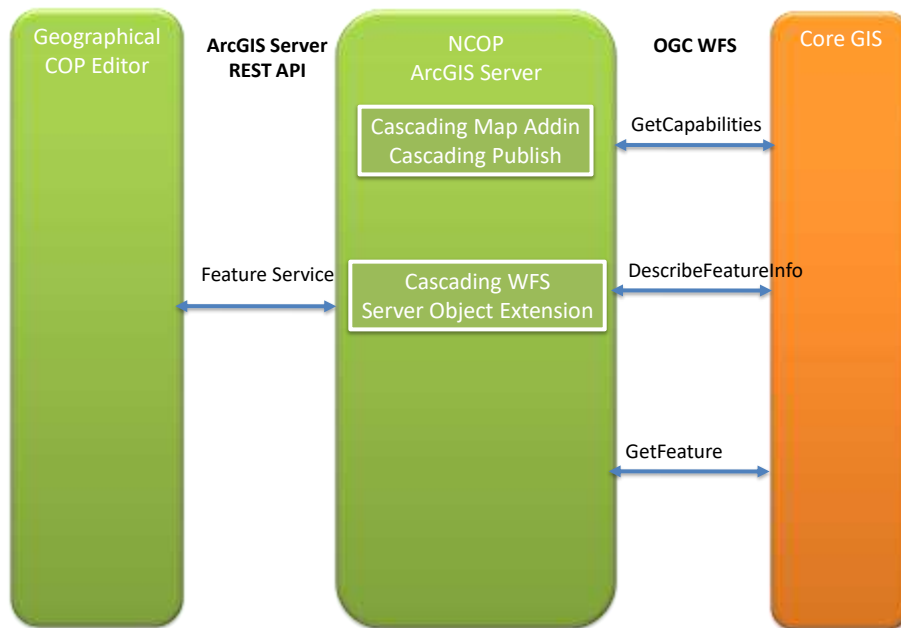 Geographical
COP Editor
ArcGIS Server
REST API
NCOP
ArcGIS Server
OGC WFS
Core GIS
Cascading Map Addin
Cascading Publish
GetCapabilities
Feature Service
Cascading WFS
Server Object Extension
DescribeFeatureInfo
GetFeature